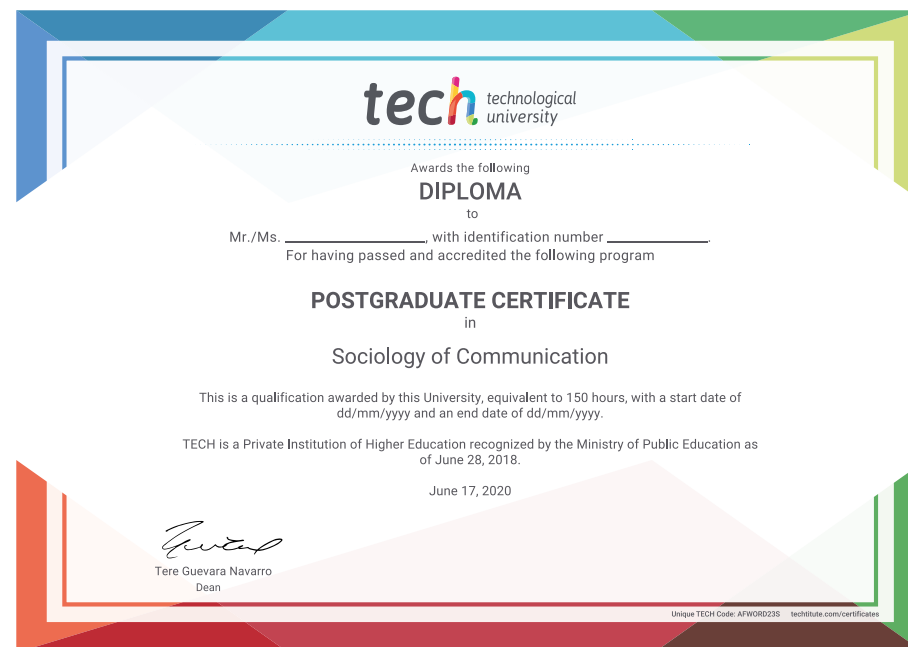 tech technological
university
Awards the following
DIPLOMA
to
Mr./Ms. ____________________, with identification number ______________.
For having passed and accredited the following program
POSTGRADUATE CERTIFICATE
in
Sociology of Communication
This is a qualification awarded by this University, equivalent to 150 hours, with a start date of
dd/mm/yyyy and an end date of dd/mm/yyyy.
TECH is a Private Institution of Higher Education recognized by the Ministry of Public Education as
of June 28, 2018.
June 17, 2020
Tere Guevara Navarro
Dean
Unique TECH Code: AFWORD23S techtitute.com/certificates